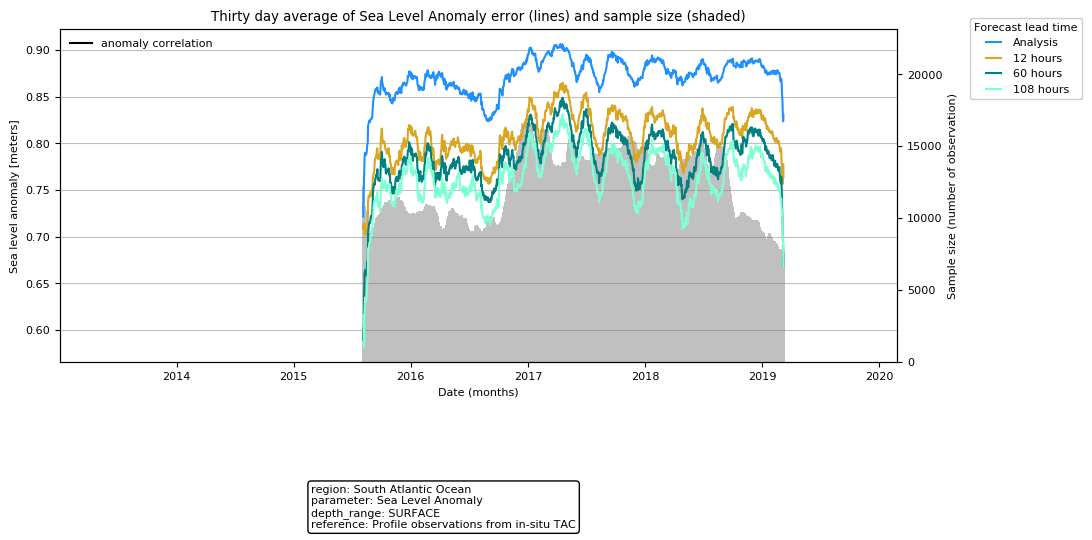 Thirty day average of Sea Level Anomaly error (lines) and sample size (shaded)
anomaly correlation
Forecast lead time
Analysis
12 hours
60 hours
108 hours
Sea level anomaly [meters]
0.90
0.85
0.80
0.75
0.70
0.65
0.60
20000
15000
10000
5000
0
Sample size (number of observation)
2014 2015 2016 2017 2018 2019 2020
Date (months)
region: South Atlantic Ocean
parameter: Sea Level Anomaly
depth_range: SURFACE
reference: Profile observations from in-situ TAC